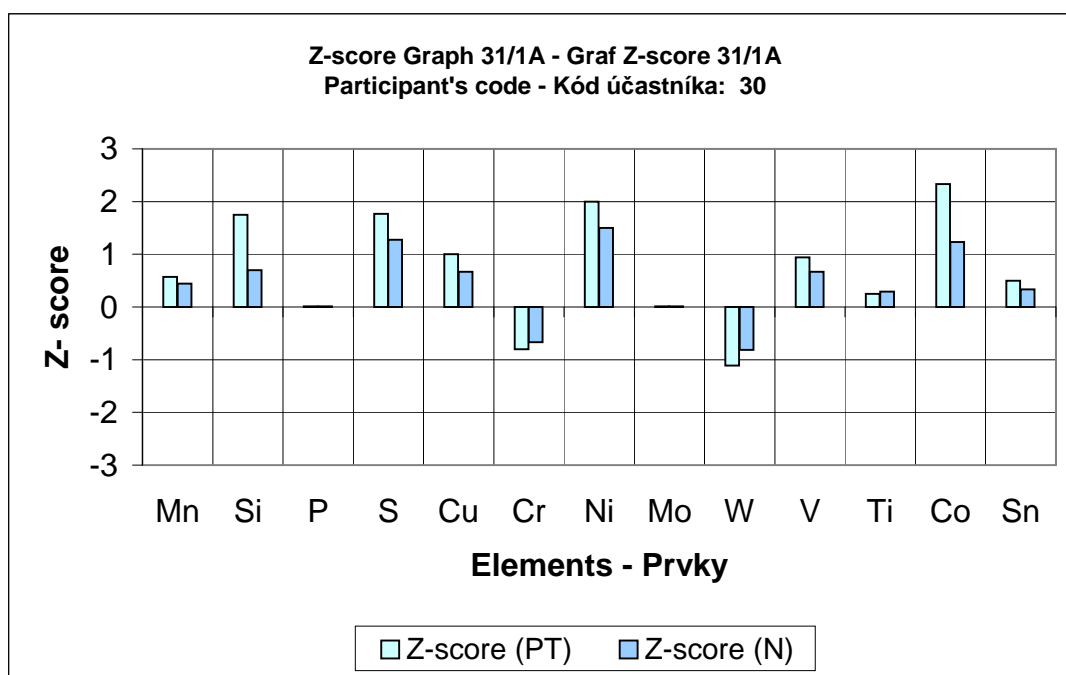 Z-score Graph 31/1A - Graf Z-score 31/1A
Participant's code - Kód účastníka:  30
3
2
1
0
-1
-2
-3
Z- score
Mn Si P S Cu Cr Ni Mo W V Ti Co Sn
Elements - Prvky
Z-score (PT) Z-score (N)